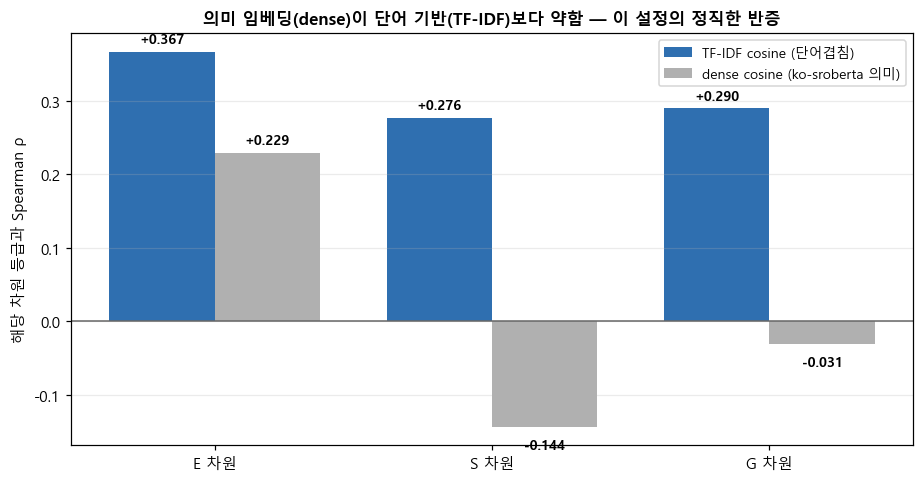 의미 임베딩(dense)이 단어 기반(TF-IDF)보다 약함 — 이 설정의 정직한 반증
TF-IDF cosine (단어겹침)
dense cosine (ko-sroberta 의미)
+0.367
+0.229
+0.276
-0.144
+0.290
-0.031
해당 차원 등급과 Spearman ρ
0.3
0.2
0.1
0.0
-0.1
E 차원
S 차원
G 차원